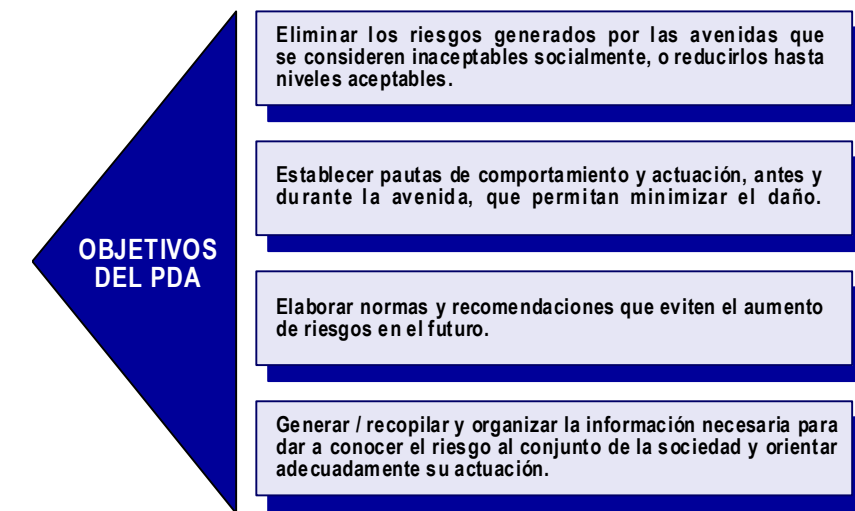 OBJETIVOS
DEL PDA
Eliminar los riesgos generados por las avenidas que
se consideren inaceptables socialmente, o reducirlos hasta
niveles aceptables.
Establecer pautas de comportamiento y actuación, antes y
durante la avenida, que permitan minimizar el daño.
Elaborar normas y recomendaciones que eviten el aumento
de riesgos en el futuro.
Generar / recopilar y organizar la información necesaria para
dar a conocer el riesgo al conjunto de la sociedad y orientar
adecuadamente su actuación.